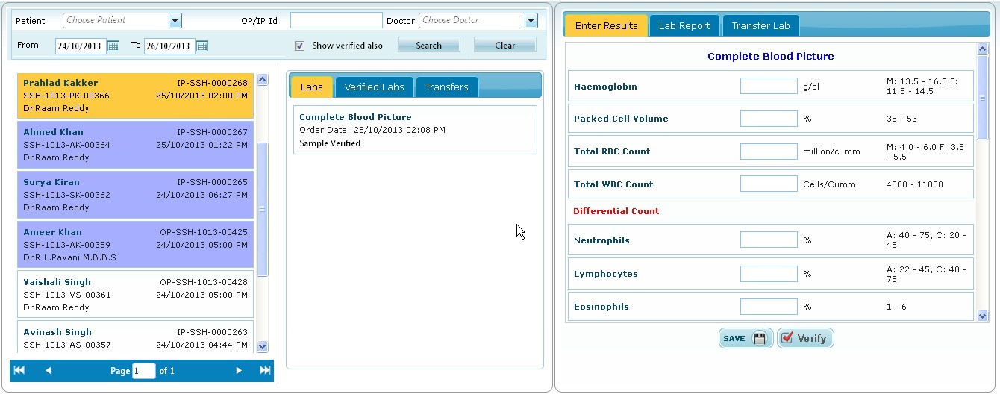 Patient Choose Patient OP/IP Id Doctor Choose Doctor
From 24/10/2013 To 26/10/2013 Show verified also Search Clear
Prahlad Kakker IP-SSH-0000268
SSH-1013-PK-00366 25/10/2013 02:00 PM
Dr.Raam Reddy
Ahmed Khan IP-SSH-0000267
SSH-1013-AK-00364 25/10/2013 01:22 PM
Dr.Raam Reddy
Surya Kiran IP-SSH-0000265
SSH-1013-SK-00362 24/10/2013 06:27 PM
Dr.Raam Reddy
Ameer Khan OP-SSH-1013-00425
SSH-1013-AK-00359 24/10/2013 05:00 PM
Dr.R.L.Pavani M.B.B.S
Vaishali Singh OP-SSH-1013-00428
SSH-1013-VS-00361 24/10/2013 05:00 PM
Dr.Raam Reddy
Avinash Singh IP-SSH-0000263
SSH-1013-AS-00357 24/10/2013 04:44 PM
Page 1 of 1
Labs Verified Labs Transfers
Complete Blood Picture
Order Date: 25/10/2013 02:08 PM
Sample Verified
Enter Results Lab Report Transfer Lab
Complete Blood Picture
Haemoglobin g/dl M: 13.5 - 16.5 F:
11.5 - 14.5
Packed Cell Volume % 38 - 53
Total RBC Count million/cumm M: 4.0 - 6.0 F: 3.5
- 5.5
Total WBC Count Cells/Cumm 4000 - 11000
Differential Count
Neutrophils % A: 40 - 75, C: 20 -
45
Lymphocytes % A: 22 - 45, C: 40 -
75
Eosinophils % 1 - 6
SAVE Verify